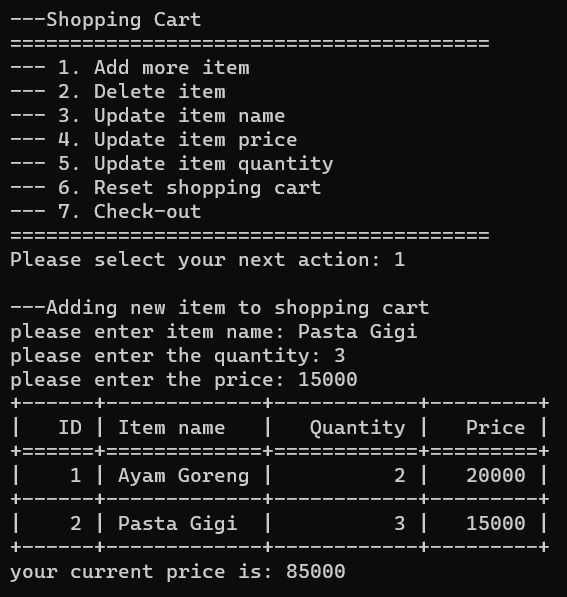 ---Shopping Cart
========================================
--- 1. Add more item
--- 2. Delete item
--- 3. Update item name
--- 4. Update item price
--- 5. Update item quantity
--- 6. Reset shopping cart
--- 7. Check-out
========================================
Please select your next action: 1

---Adding new item to shopping cart
please enter item name: Pasta Gigi
please enter the quantity: 3
please enter the price: 15000
+------+-------------+------------+---------+
|   ID | Item name   |   Quantity |   Price |
+======+=============+============+=========+
|    1 | Ayam Goreng |          2 |   20000 |
+------+-------------+------------+---------+
|    2 | Pasta Gigi  |          3 |   15000 |
+------+-------------+------------+---------+
your current price is: 85000